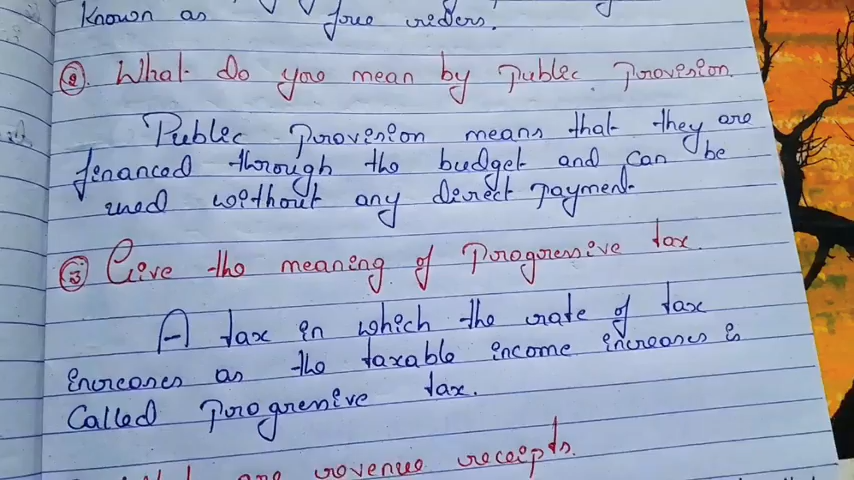 Known as free riders.
② What do you mean by Public Provision.
Public Provision means that they are
financed through the budget and can be
used without any direct Payment
③ Give the meaning of Progressive tax
A tax in which the rate of tax
increases as the taxable income increases is
Called Progressive tax.
are revenue receipts.